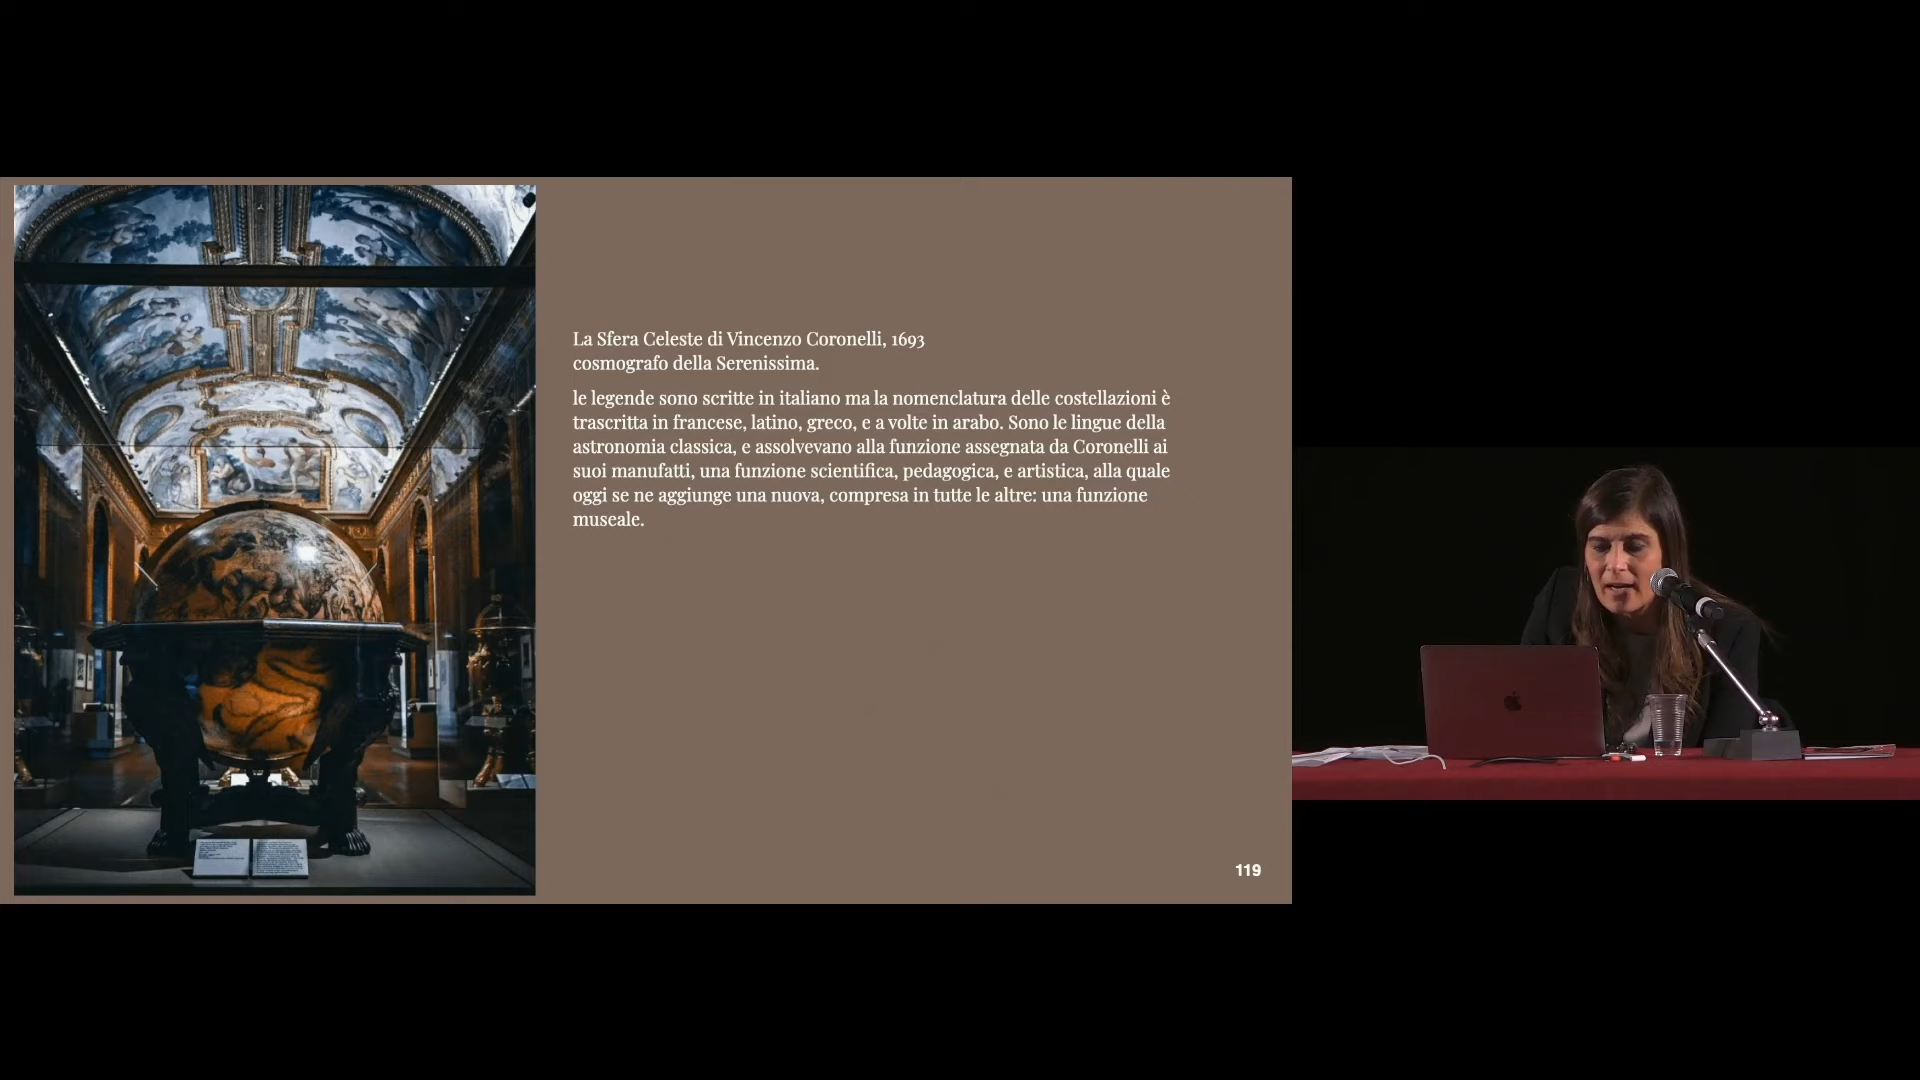 La Sfera Celeste di Vincenzo Coronelli, 1693
cosmografo della Serenissima.
le legende sono scritte in italiano ma la nomenclatura delle costellazioni è
trascritta in francese, latino, greco, e a volte in arabo. Sono le lingue della
astronomia classica, e assolvevano alla funzione assegnata da Coronelli ai
suoi manufatti, una funzione scientifica, pedagogica, e artistica, alla quale
oggi se ne aggiunge una nuova, compresa in tutte le altre: una funzione
museale.
119